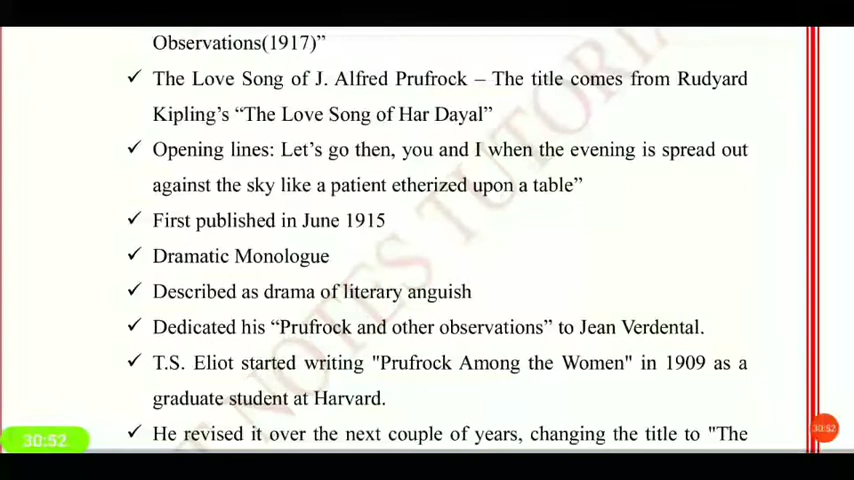 Observations(1917)”
✓ The Love Song of J. Alfred Prufrock – The title comes from Rudyard
Kipling’s “The Love Song of Har Dayal”
✓ Opening lines: Let’s go then, you and I when the evening is spread out
against the sky like a patient etherized upon a table”
✓ First published in June 1915
✓ Dramatic Monologue
✓ Described as drama of literary anguish
✓ Dedicated his “Prufrock and other observations” to Jean Verdental.
✓ T.S. Eliot started writing "Prufrock Among the Women" in 1909 as a
graduate student at Harvard.
✓ He revised it over the next couple of years, changing the title to "The
NOTES TUTORI
30:52
30:52